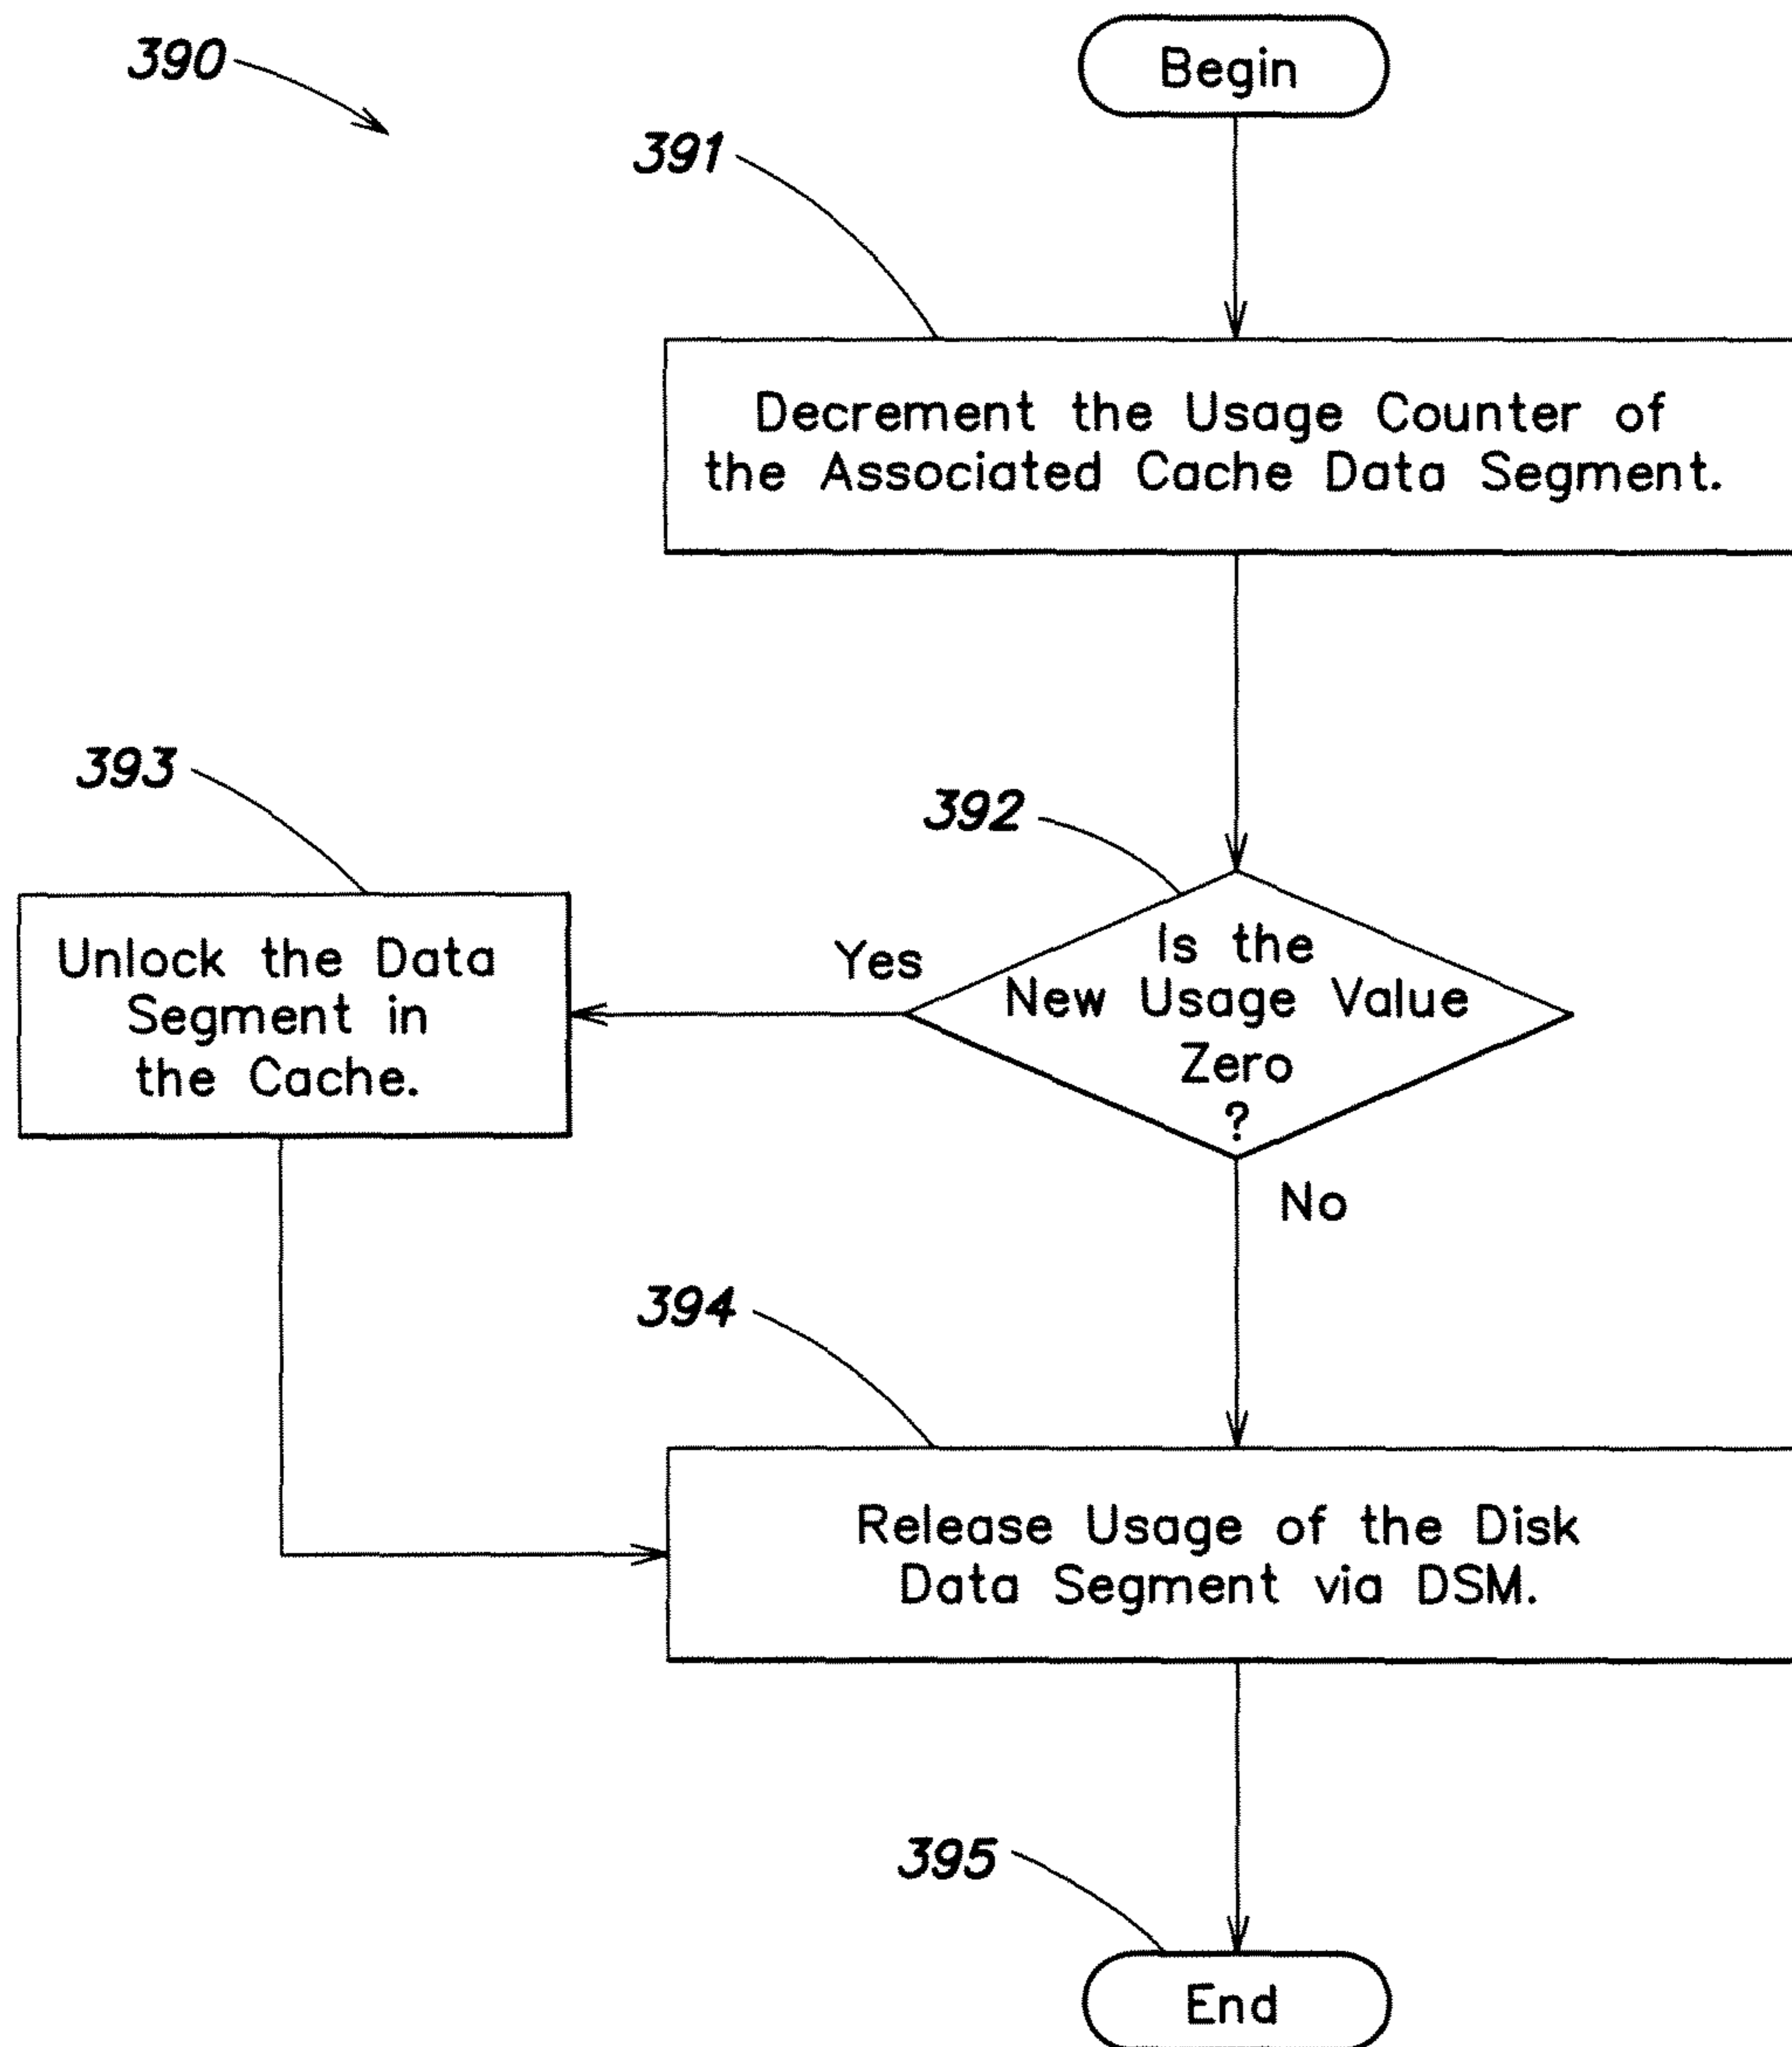 390
Begin
391
Decrement the Usage Counter of
the Associated Cache Data Segment.
393
392
Unlock the Data
Segment in
the Cache.
Yes
Is the
New Usage Value
Zero
?
No
394
Release Usage of the Disk
Data Segment via DSM.
395
End